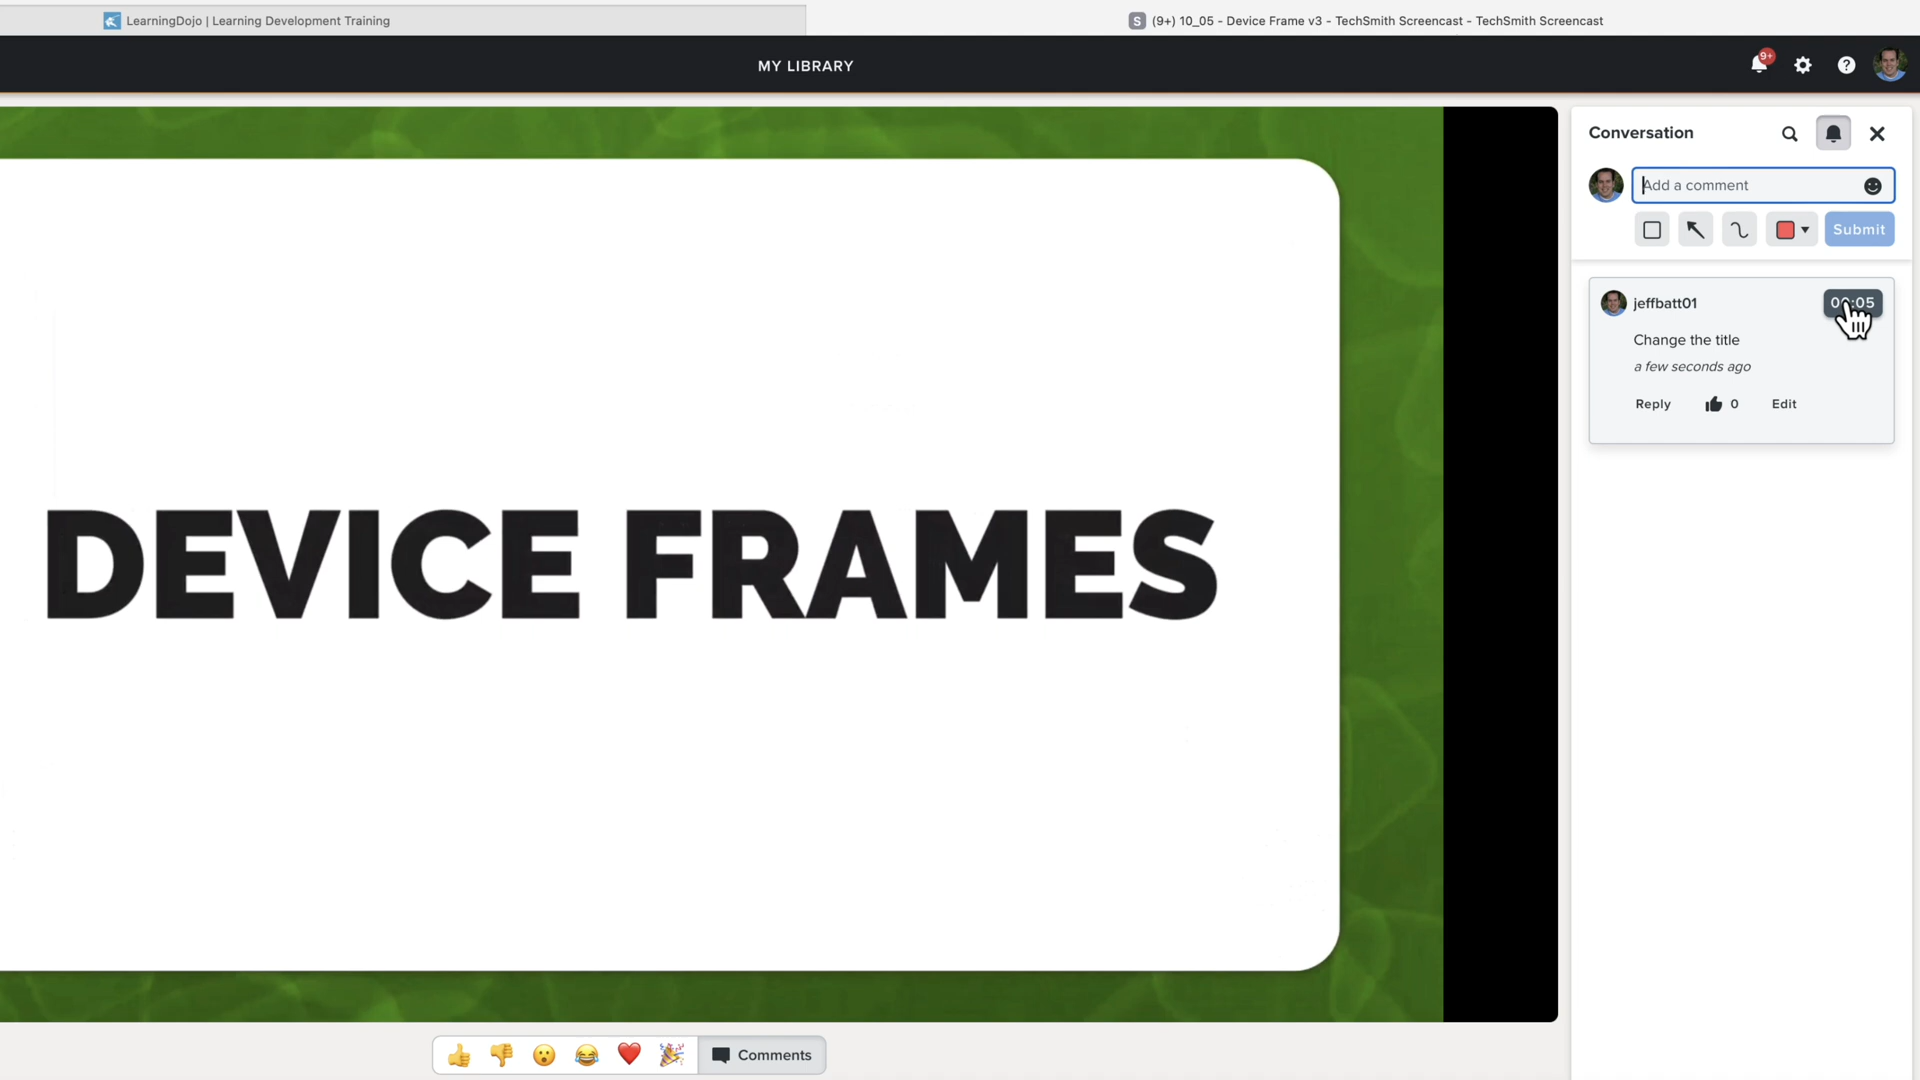 LearningDojo | Learning Development Training
S (9+) 10_05 - Device Frame v3 - TechSmith Screencast - TechSmith Screencast
MY LIBRARY
9+
?
Conversation
Add a comment
Submit
jeffbatt01
Change the title
a few seconds ago
Reply 0 Edit
DEVICE FRAMES
Comments